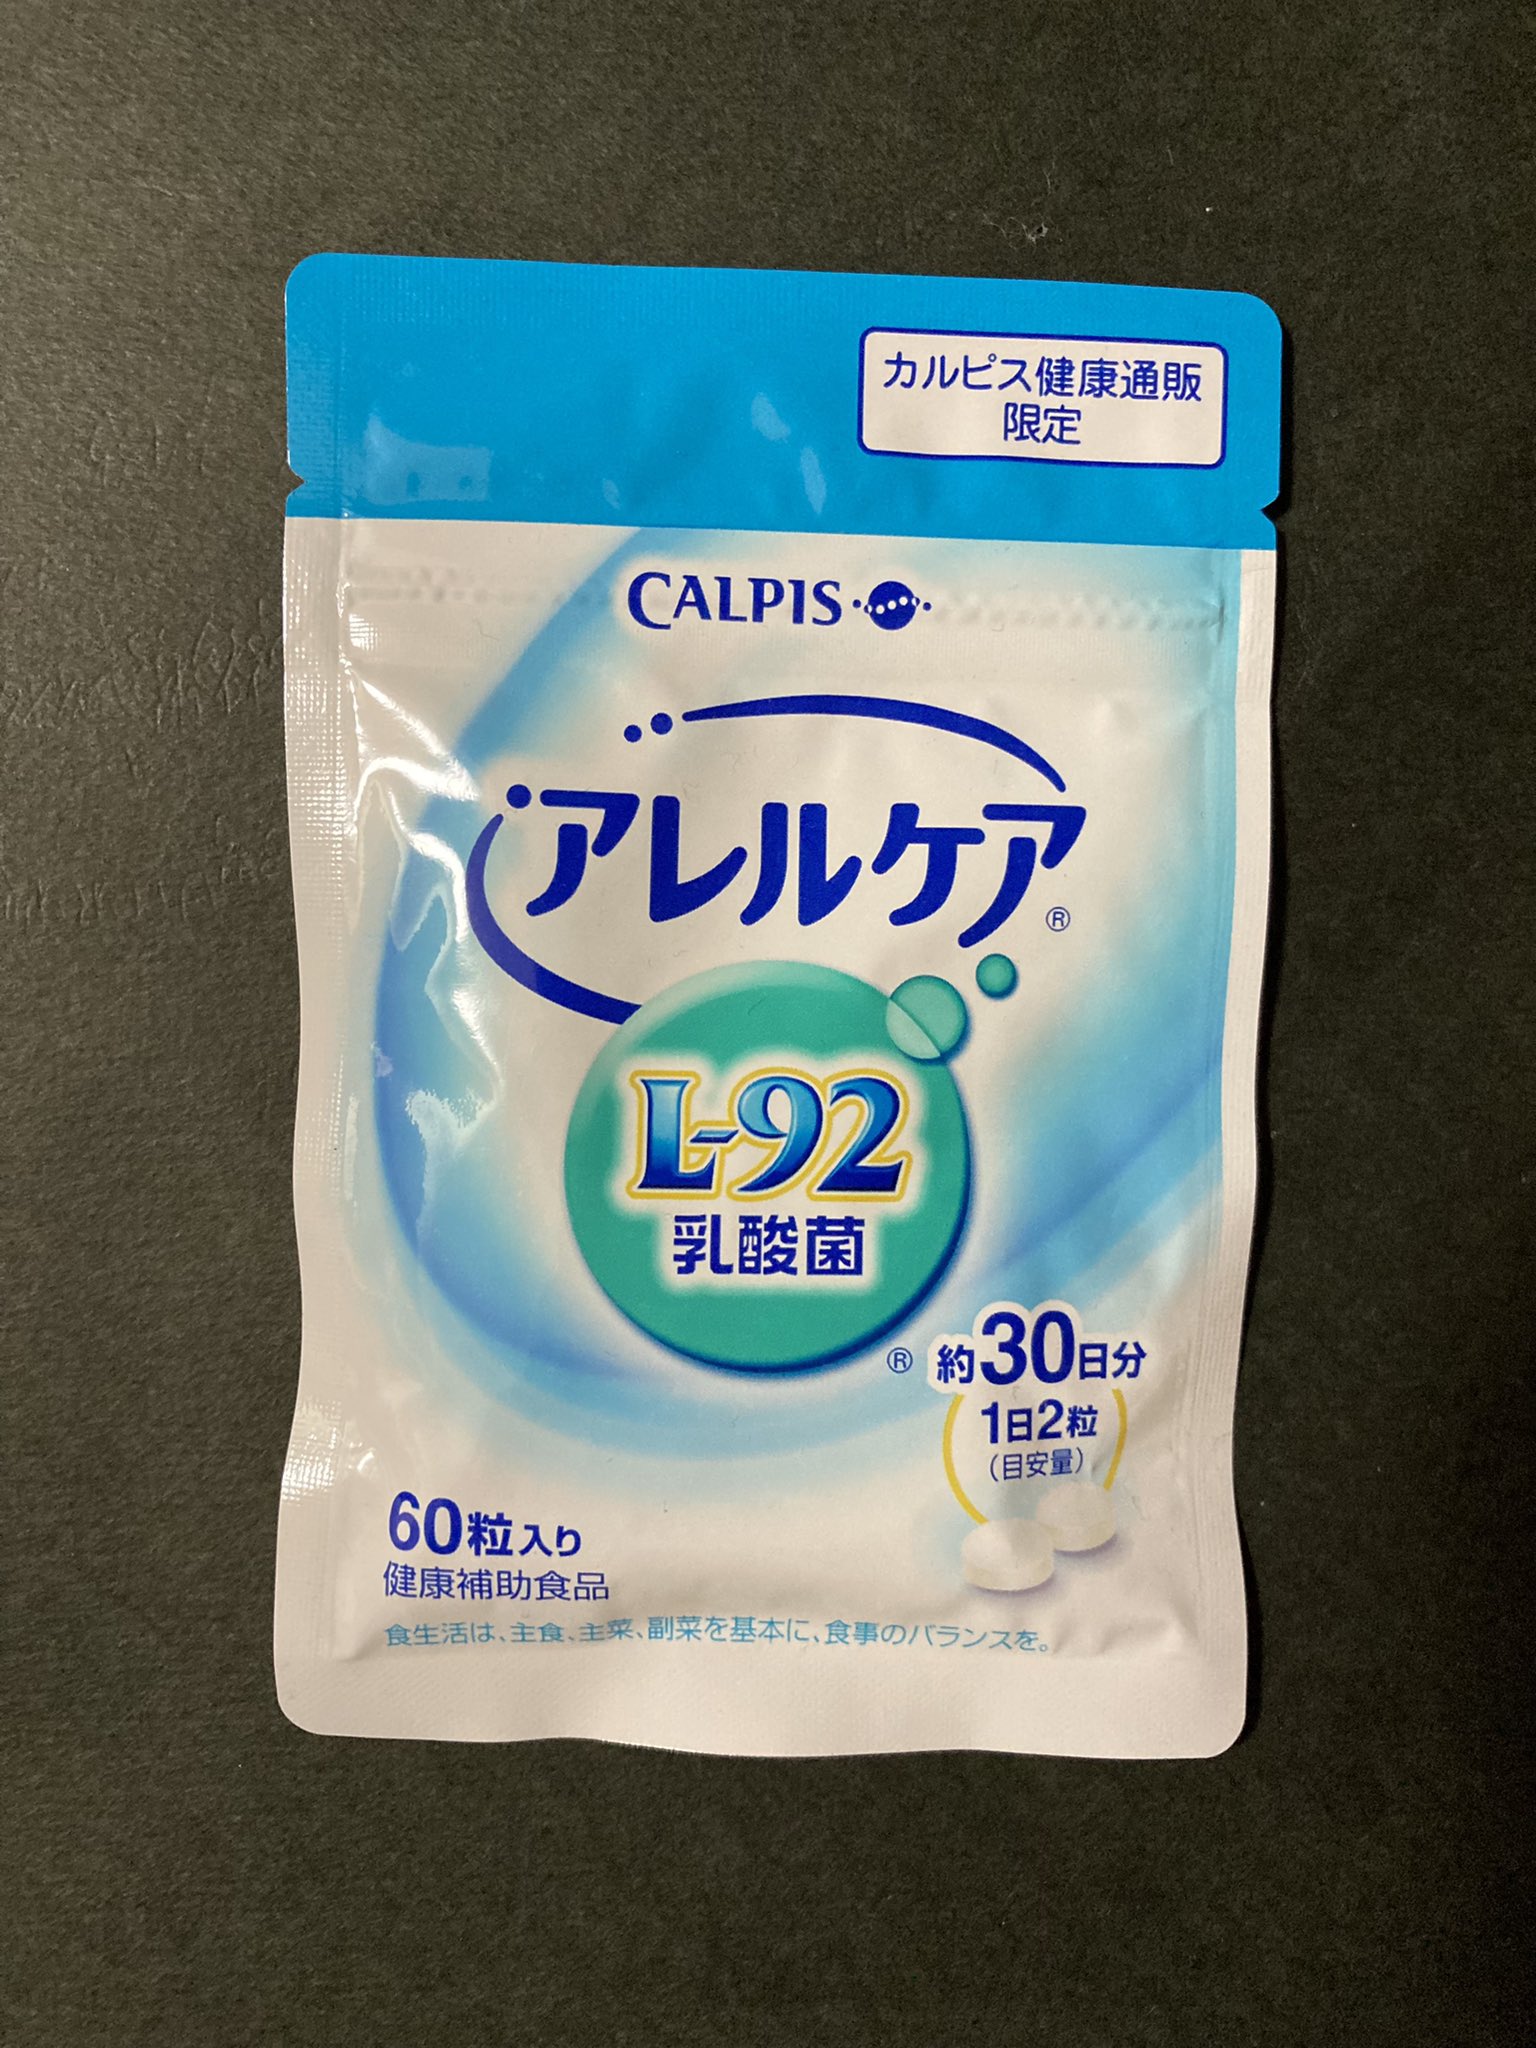 カルピス健康通販
限定
CALPIS
アレルケア®
L-92
乳酸菌
®
約30日分
1日2粒
(目安量)
60粒入り
健康補助食品
食生活は、主食、主菜、副菜を基本に、食事のバランスを。